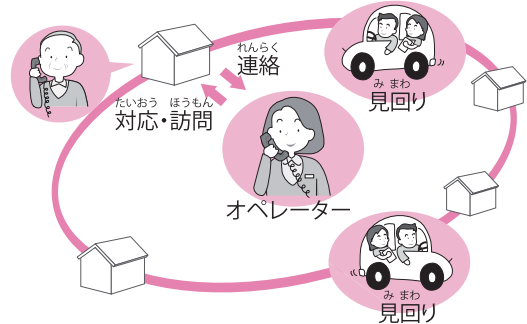 れんらく
連絡
み まわ
見回り
たいおう ほうもん
対応・訪問
オペレーター
み まわ
見回り